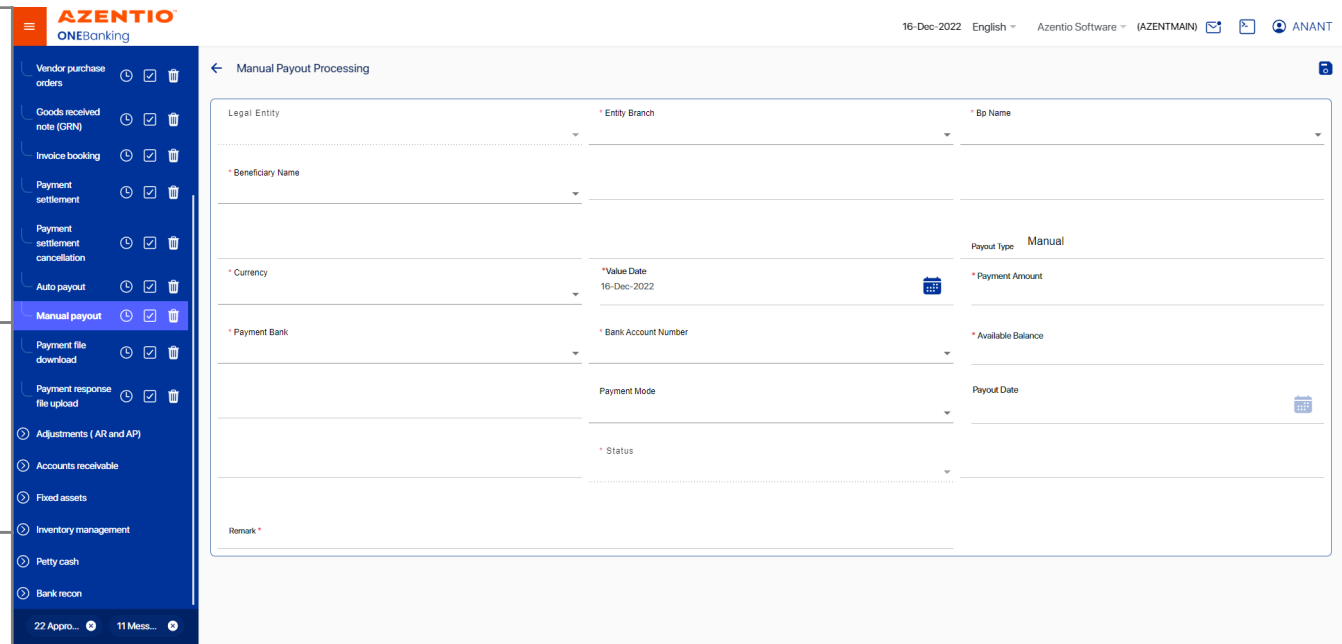 AZENTIO
ONEBanking
16-Dec-2022 English Azentio Software (AZENTMAIN) ANANT
Vendor purchase
orders
Goods received
note (GRN)
Invoice booking
Payment
settlement
Payment
settlement
cancellation
Auto payout
Manual payout
Payment file
download
Payment response
file upload
Adjustments ( AR and AP)
Accounts receivable
Fixed assets
Inventory management
Petty cash
Bank recon
22 Appro...
11 Mess...
Manual Payout Processing
Legal Entity
* Entity Branch
* Bp Name
* Beneficiary Name
Payout Type Manual
* Currency
*Value Date
16-Dec-2022
* Payment Amount
* Payment Bank
* Bank Account Number
* Available Balance
Payment Mode
Payout Date
* Status
Remark *